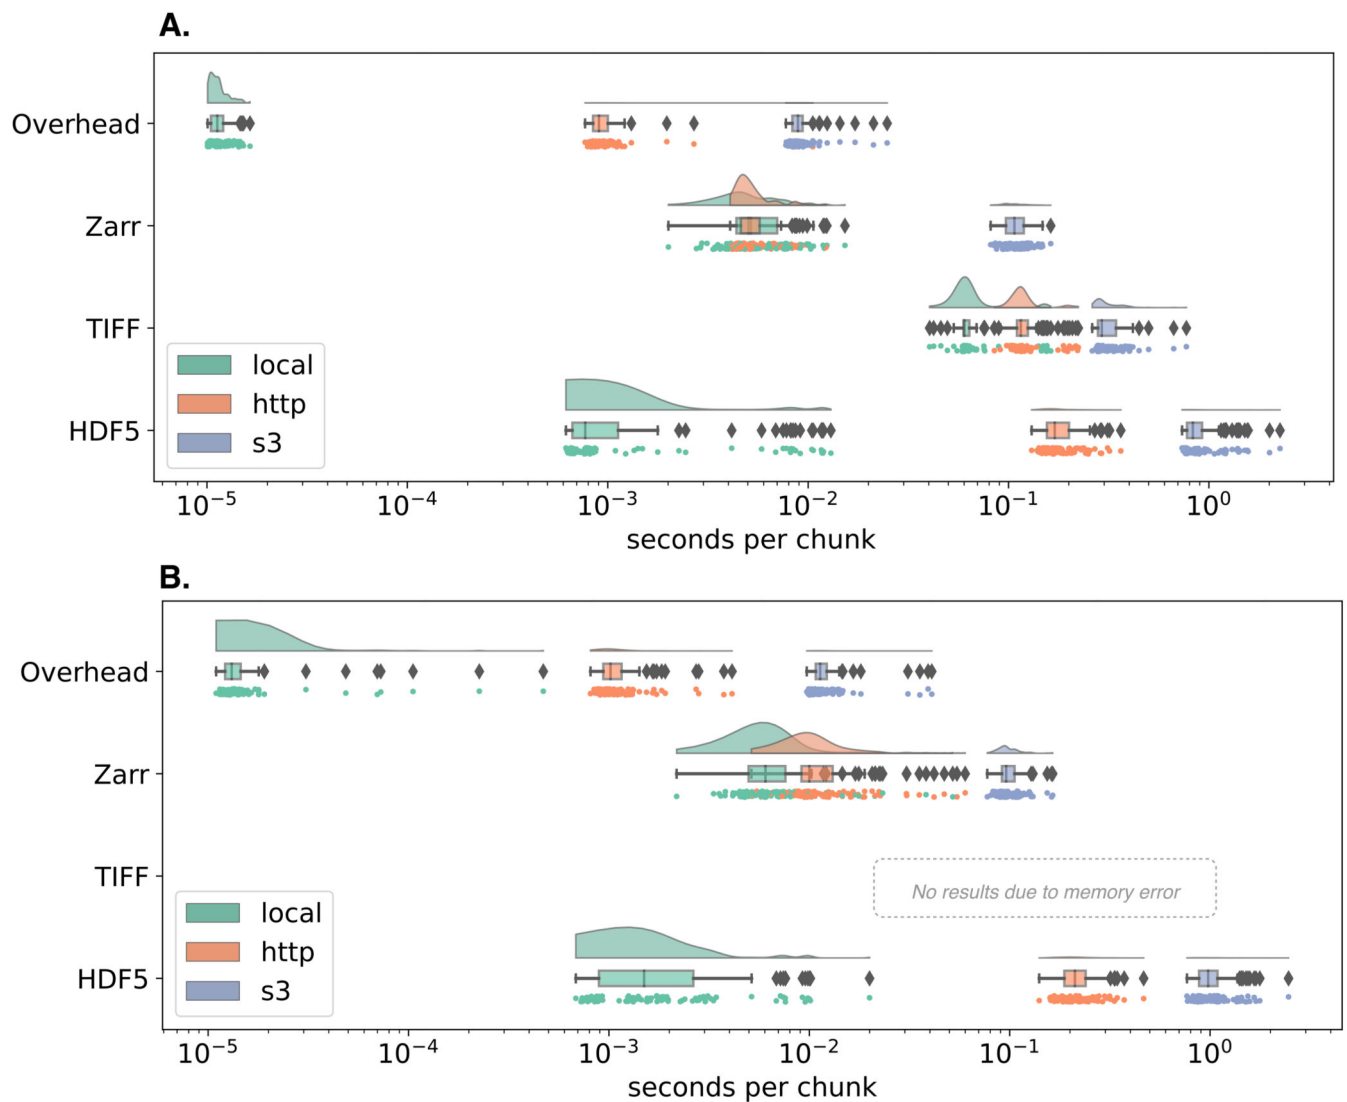 A.
Overhead
Zarr
TIFF
HDF5
local
http
s3
10⁻⁵ 10⁻⁴ 10⁻³ 10⁻² 10⁻¹ 10⁰
seconds per chunk
B.
Overhead
Zarr
TIFF
No results due to memory error
HDF5
local
http
s3
10⁻⁵ 10⁻⁴ 10⁻³ 10⁻² 10⁻¹ 10⁰
seconds per chunk